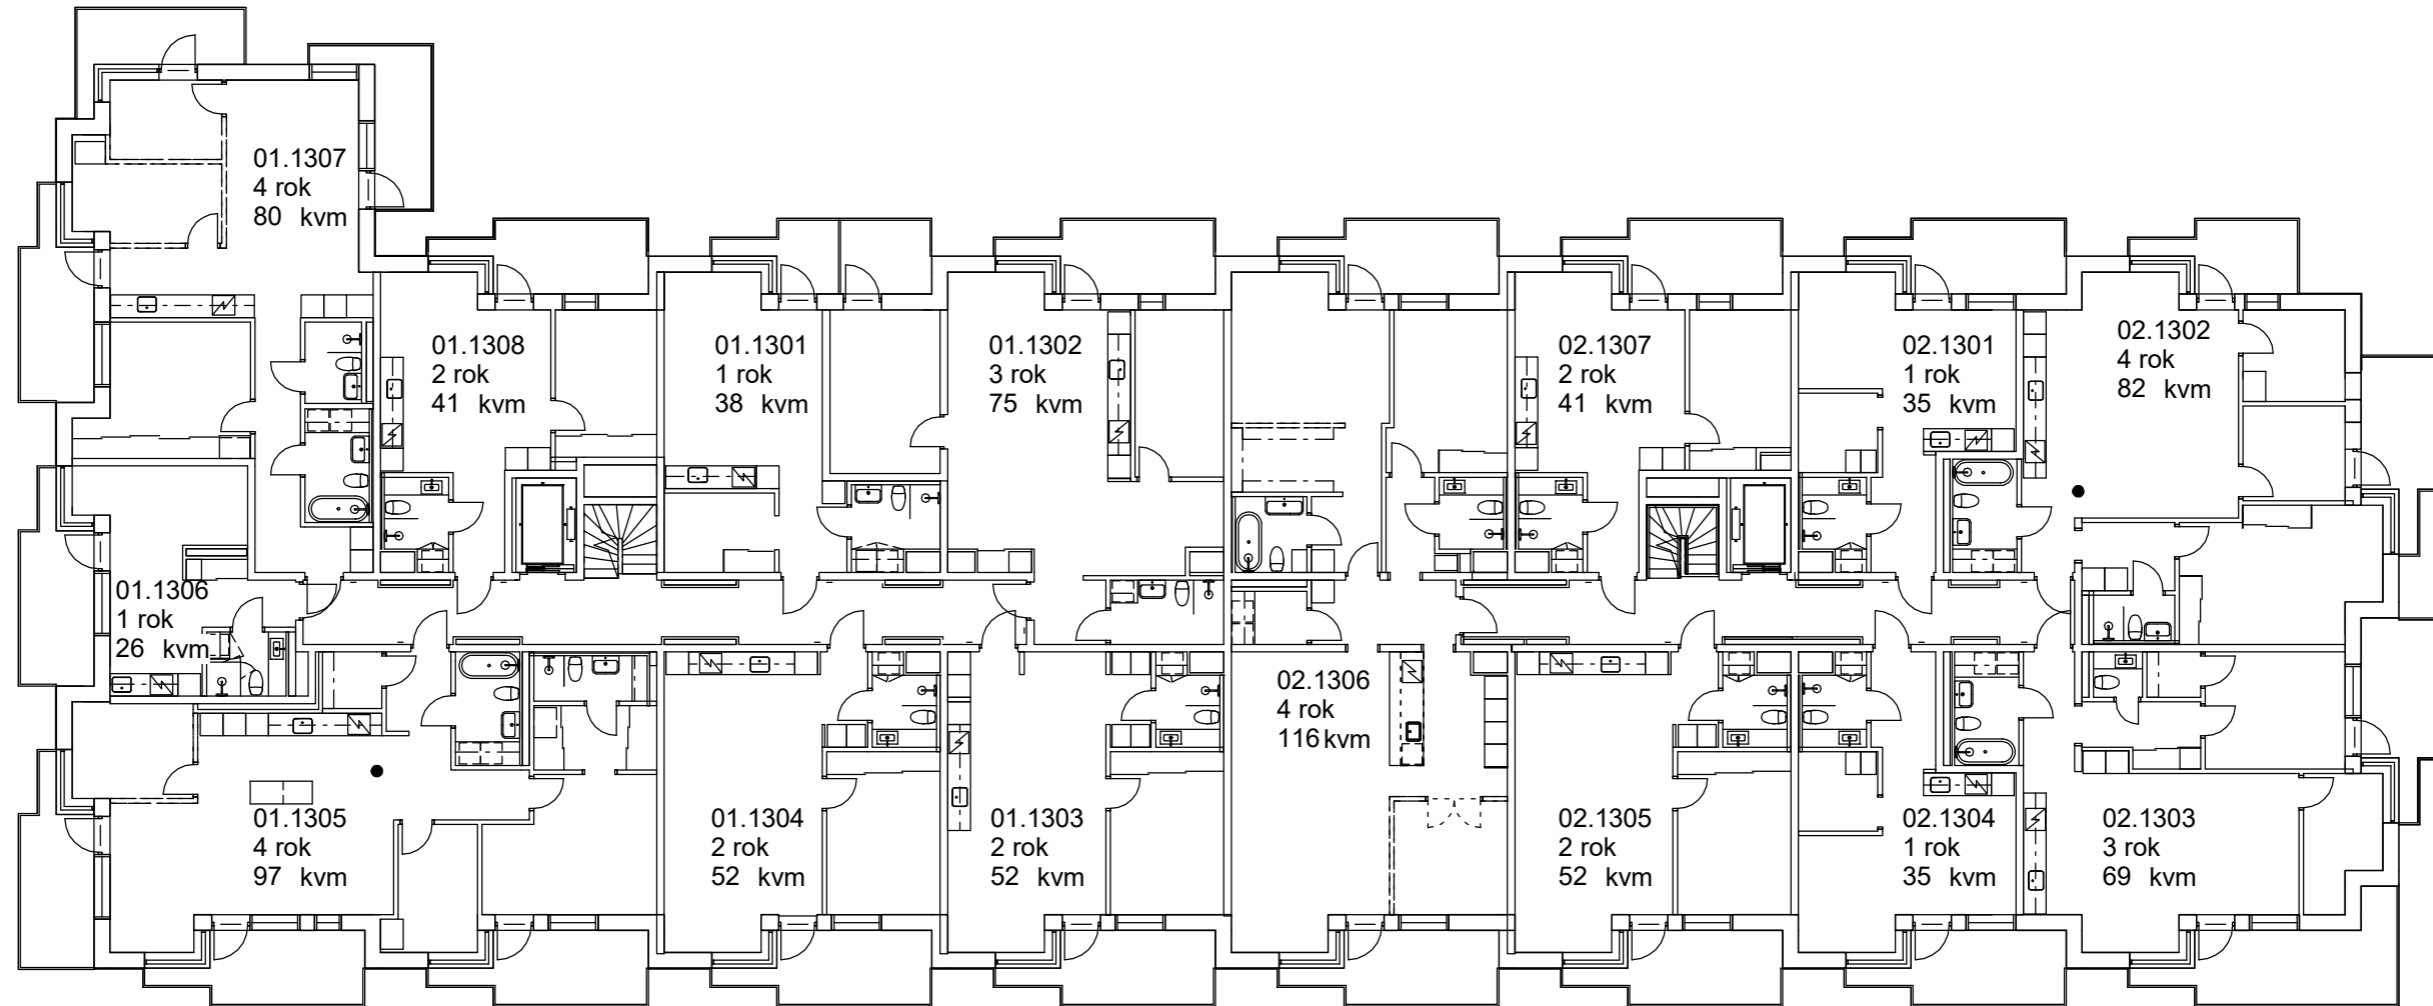 01.1307
4 rok
80 kvm
01.1308
2 rok
41 kvm
01.1301
1 rok
38 kvm
01.1302
3 rok
75 kvm
02.1307
2 rok
41 kvm
02.1301
1 rok
35 kvm
02.1302
4 rok
82 kvm
01.1306
1 rok
26 kvm
02.1306
4 rok
116 kvm
01.1305
4 rok
97 kvm
01.1304
2 rok
52 kvm
01.1303
2 rok
52 kvm
02.1305
2 rok
52 kvm
02.1304
1 rok
35 kvm
02.1303
3 rok
69 kvm